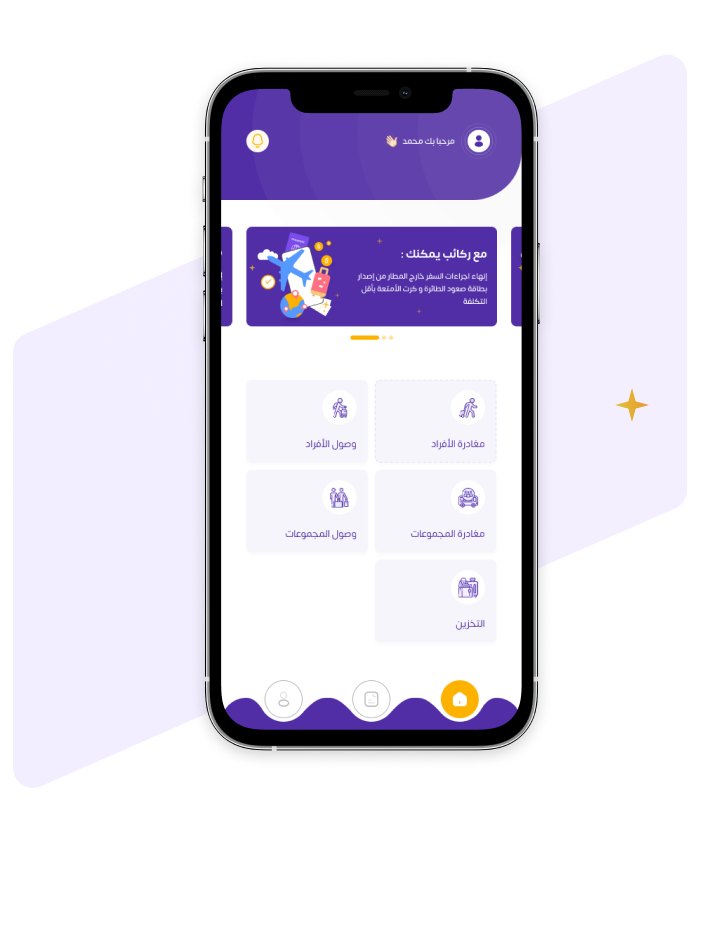 مرحبا بك محمد 👋🏻
مع ركائب يمكنك :
إنهاء اجراءات السفر خارج المطار من إصدار
بطاقة صعود الطائرة و كرت الأمتعة بأقل
التكلفة
مغادرة الأفراد
وصول الأفراد
مغادرة المجموعات
وصول المجموعات
التخزين